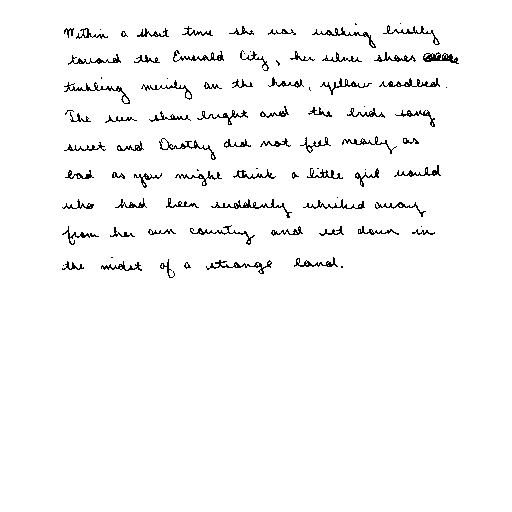 Within a short time she was walking briskly
toward the Emerald City, her silver shoes
tinkling merrily on the hard, yellow roadbed.
The sun shone bright and the birds sang
sweet and Dorothy did not feel nearly as
bad as you might think a little girl would
who had been suddenly whisked away
from her own country and set down in
the midst of a strange land.